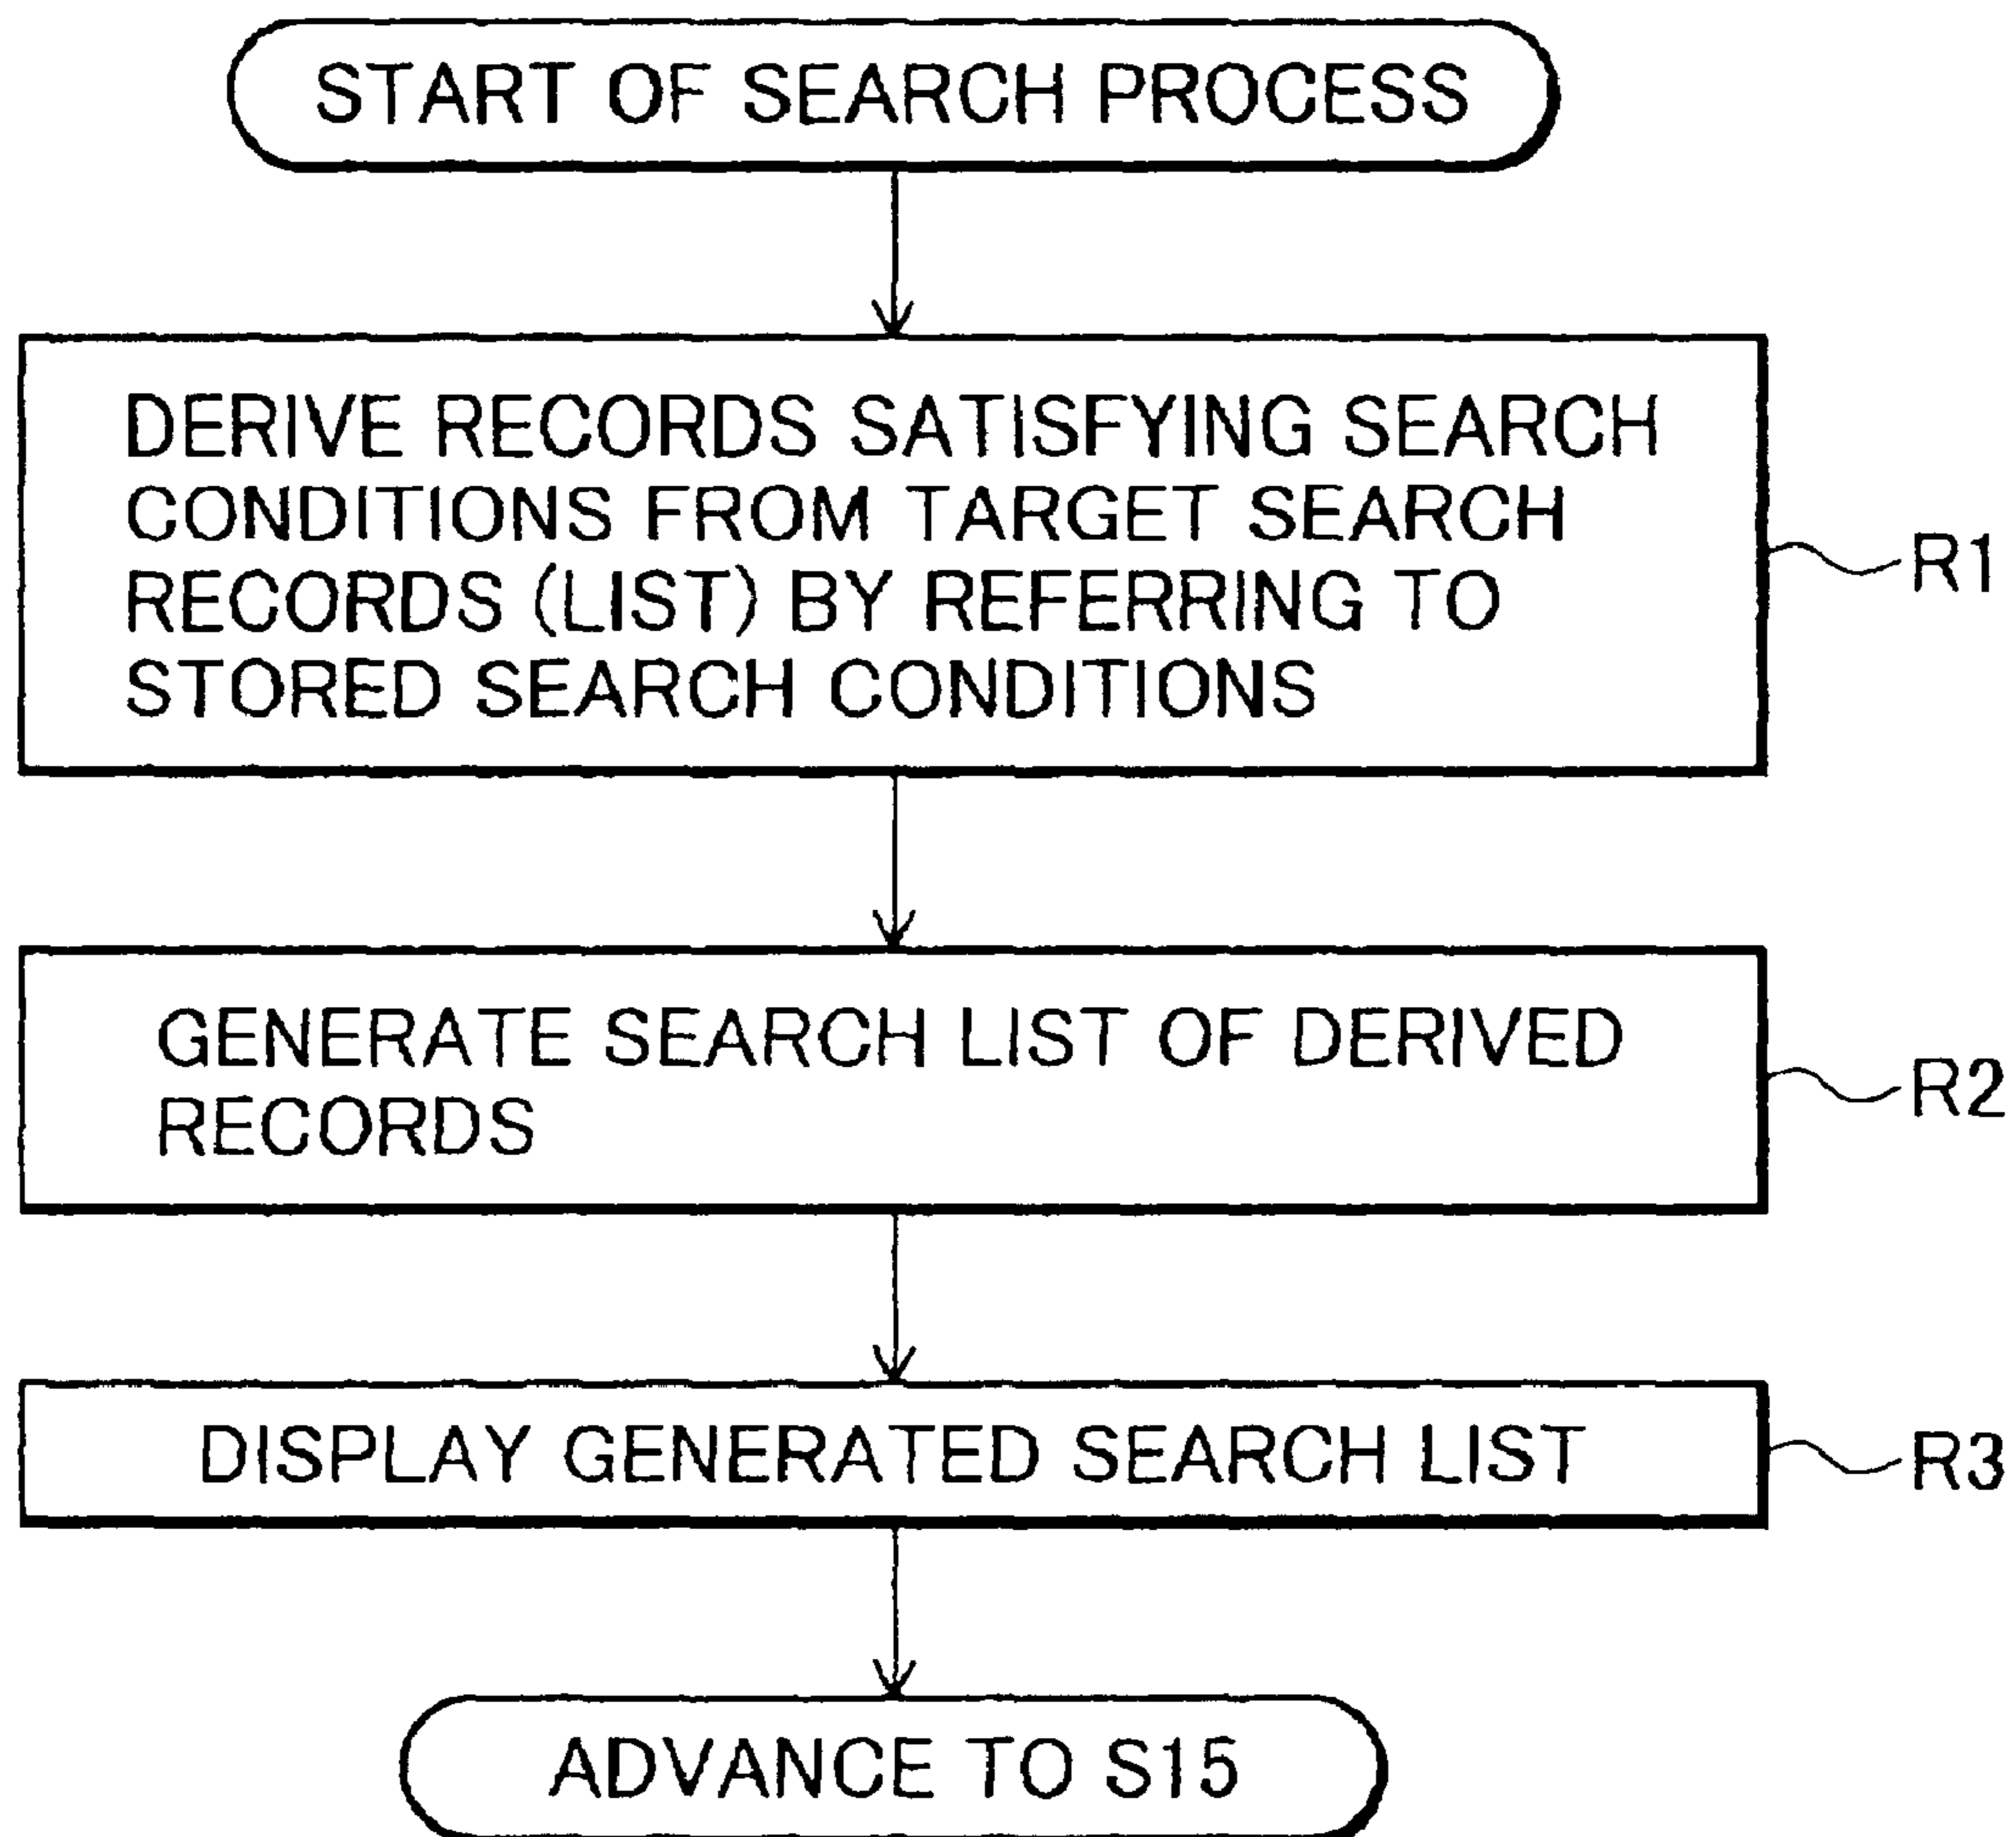 START OF SEARCH PROCESS
DERIVE RECORDS SATISFYING SEARCH
CONDITIONS FROM TARGET SEARCH
RECORDS (LIST) BY REFERRING TO
STORED SEARCH CONDITIONS
R1
GENERATE SEARCH LIST OF DERIVED
RECORDS
R2
DISPLAY GENERATED SEARCH LIST
R3
ADVANCE TO S15